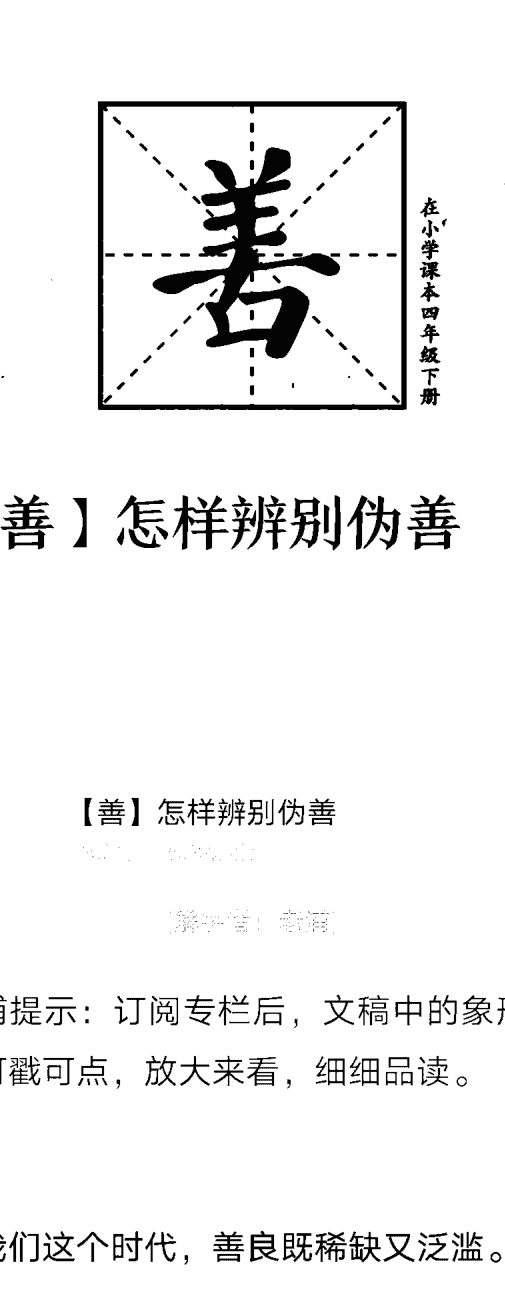 善
在小学课本四年级下册
善】怎样辨别伪善
【善】怎样辨别伪善
提示：订阅专栏后，文稿中的象
戳可点，放大来看，细细品读。
们这个时代，善良既稀缺又泛滥。